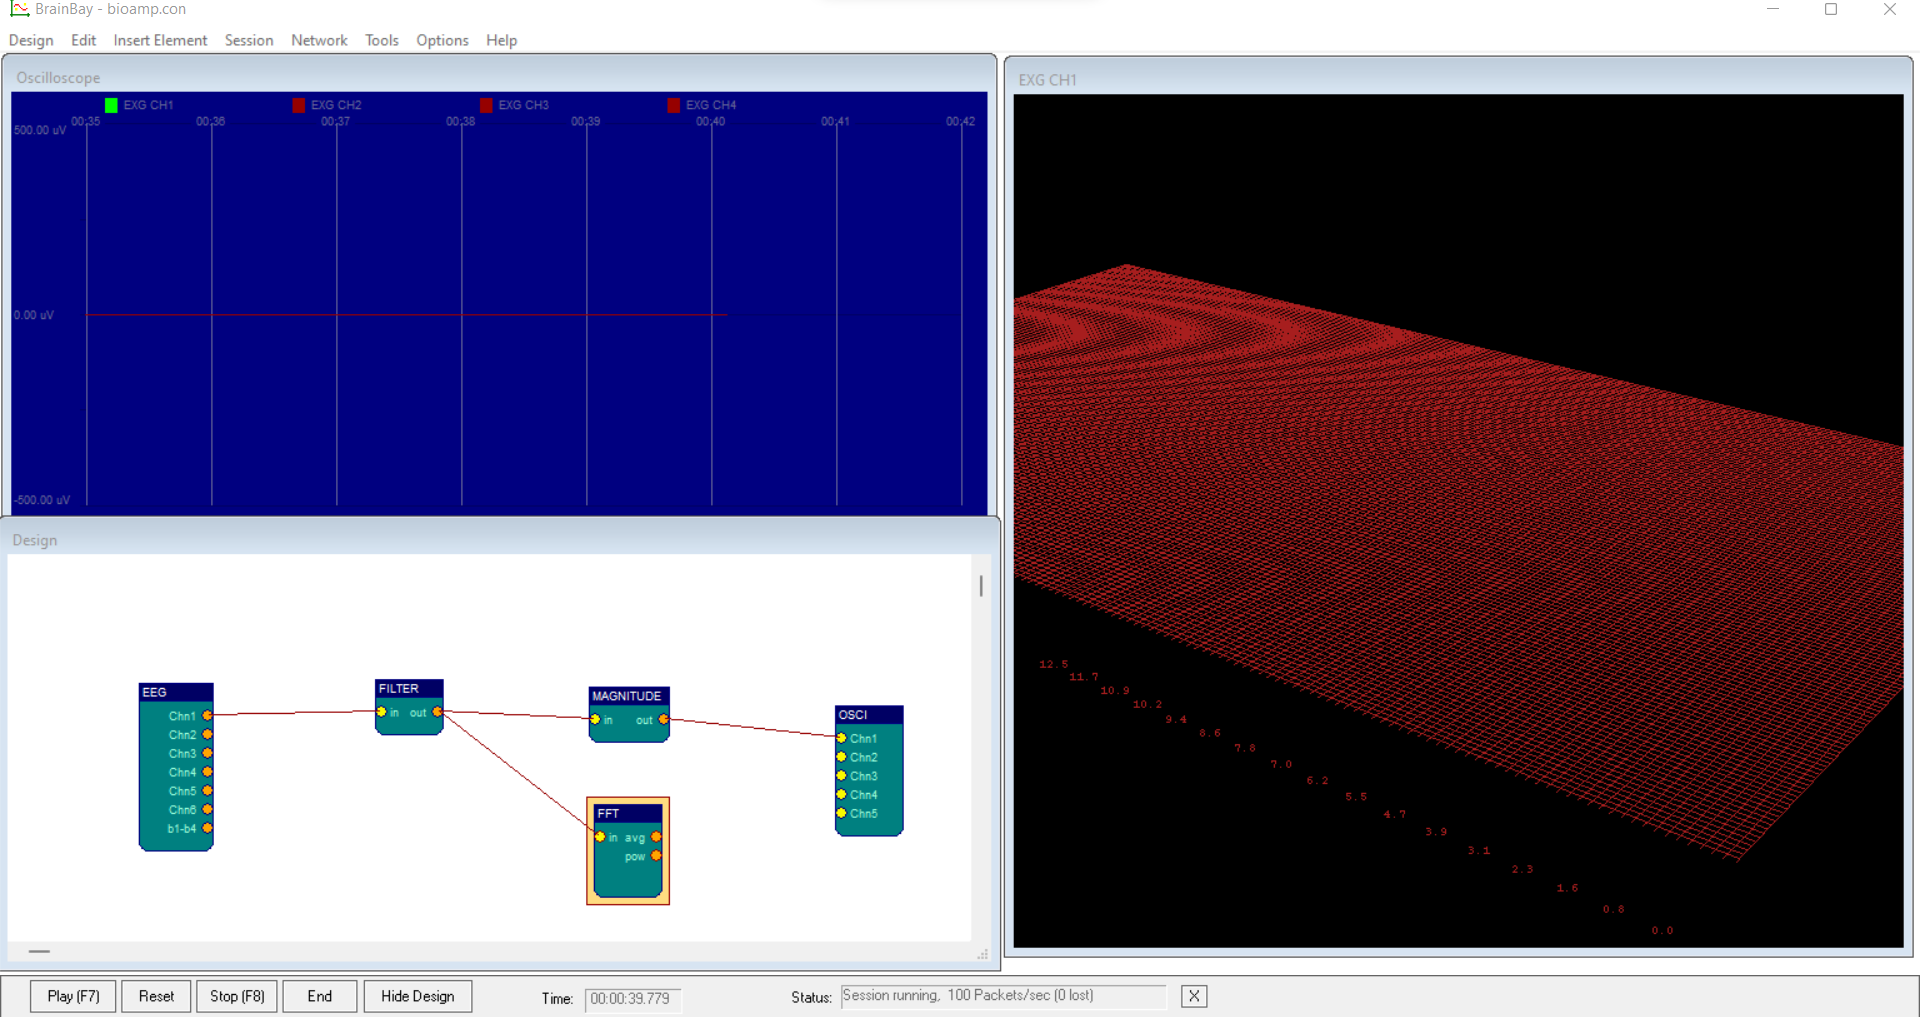 BrainBay - bioamp.con
Design Edit Insert Element Session Network Tools Options Help
Oscilloscope
EXG CH1 EXG CH2 EXG CH3 EXG CH4
00:35 00:36 00:37 00:38 00:39 00:40 00:41 00:42
500.00 uV
0.00 uV
-500.00 uV
EXG CH1
12.5
11.7
10.9
10.2
9.4
8.6
7.8
7.0
6.2
5.5
4.7
3.9
3.1
2.3
1.6
0.8
0.0
Design
EEG
Chn1
Chn2
Chn3
Chn4
Chn5
Chn6
b1-b4
FILTER
in out
MAGNITUDE
in out
FFT
in avg
pow
OSCI
Chn1
Chn2
Chn3
Chn4
Chn5
Play (F7) Reset Stop (F8) End Hide Design Time: 00:00:39.779 Status: Session running, 100 Packets/sec (0 lost) X